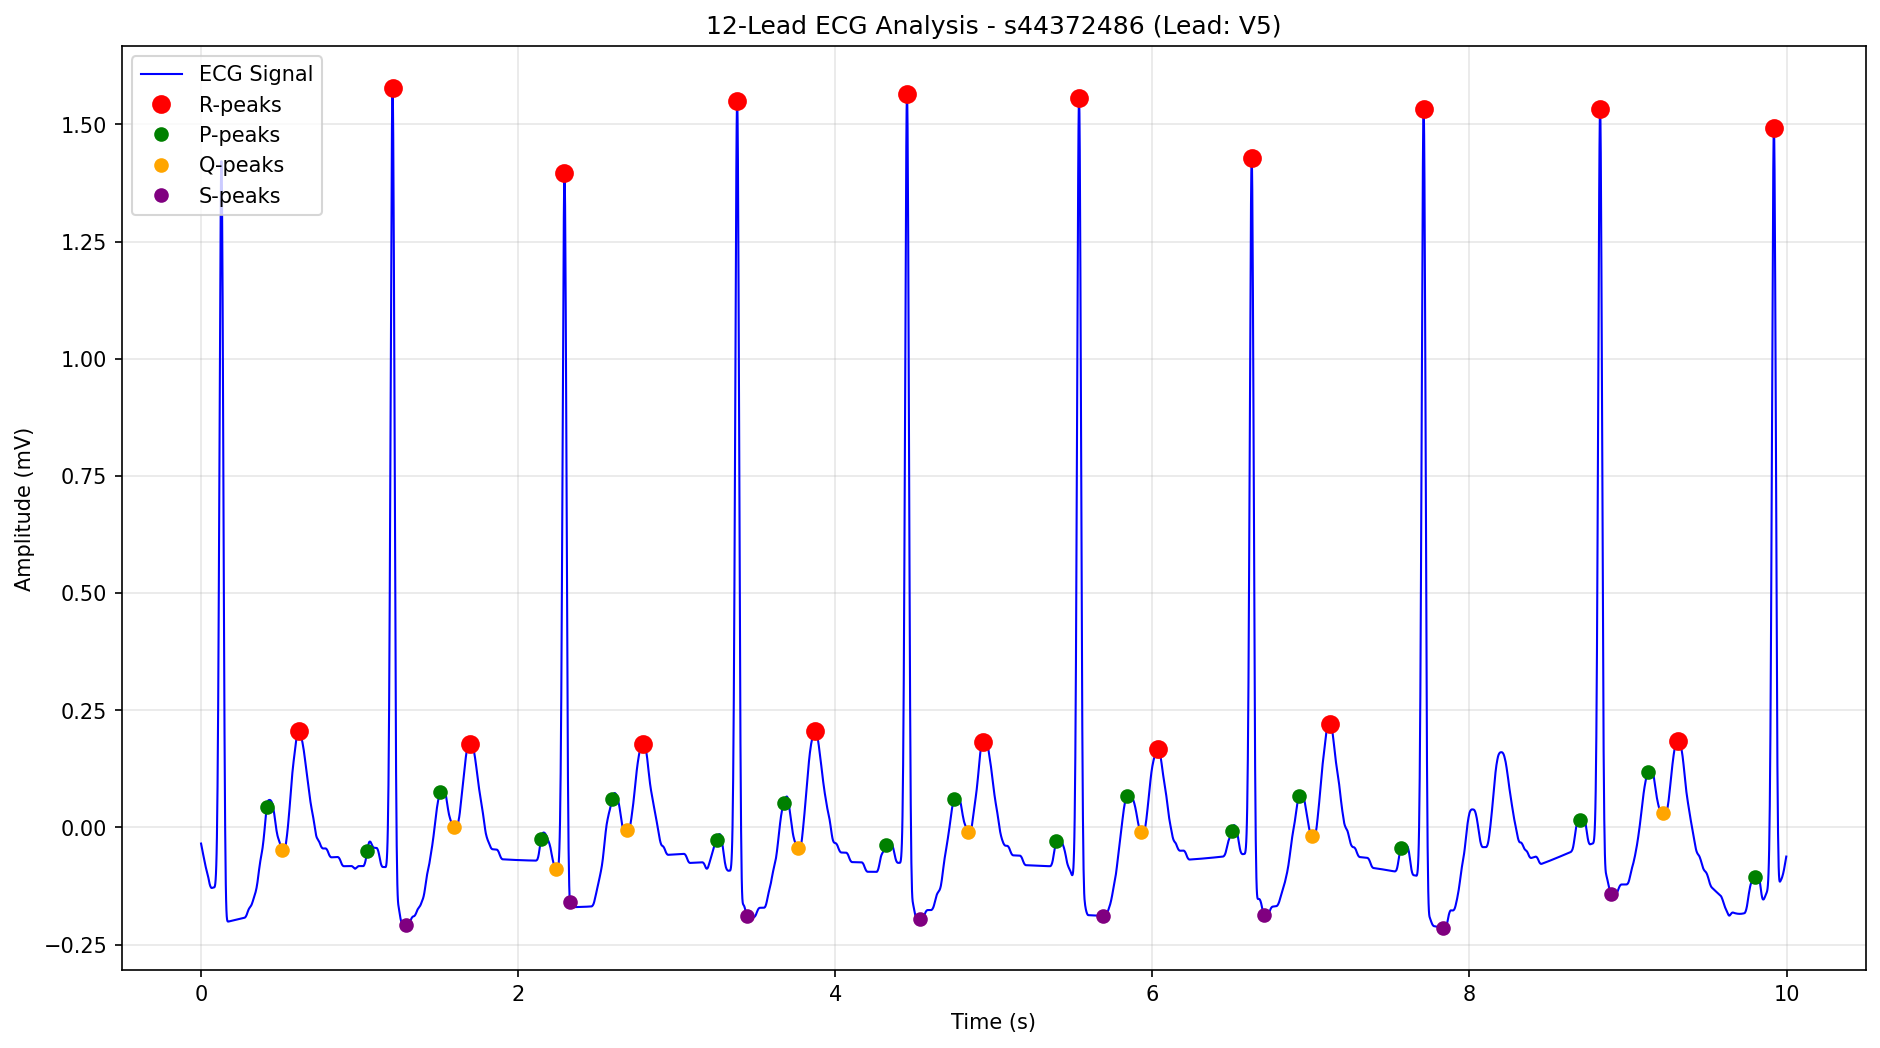 12-Lead ECG Analysis - s44372486 (Lead: V5)
ECG Signal
R-peaks
P-peaks
Q-peaks
S-peaks
1.50
1.25
1.00
0.75
0.50
0.25
0.00
−0.25
Amplitude (mV)
0 2 4 6 8 10
Time (s)